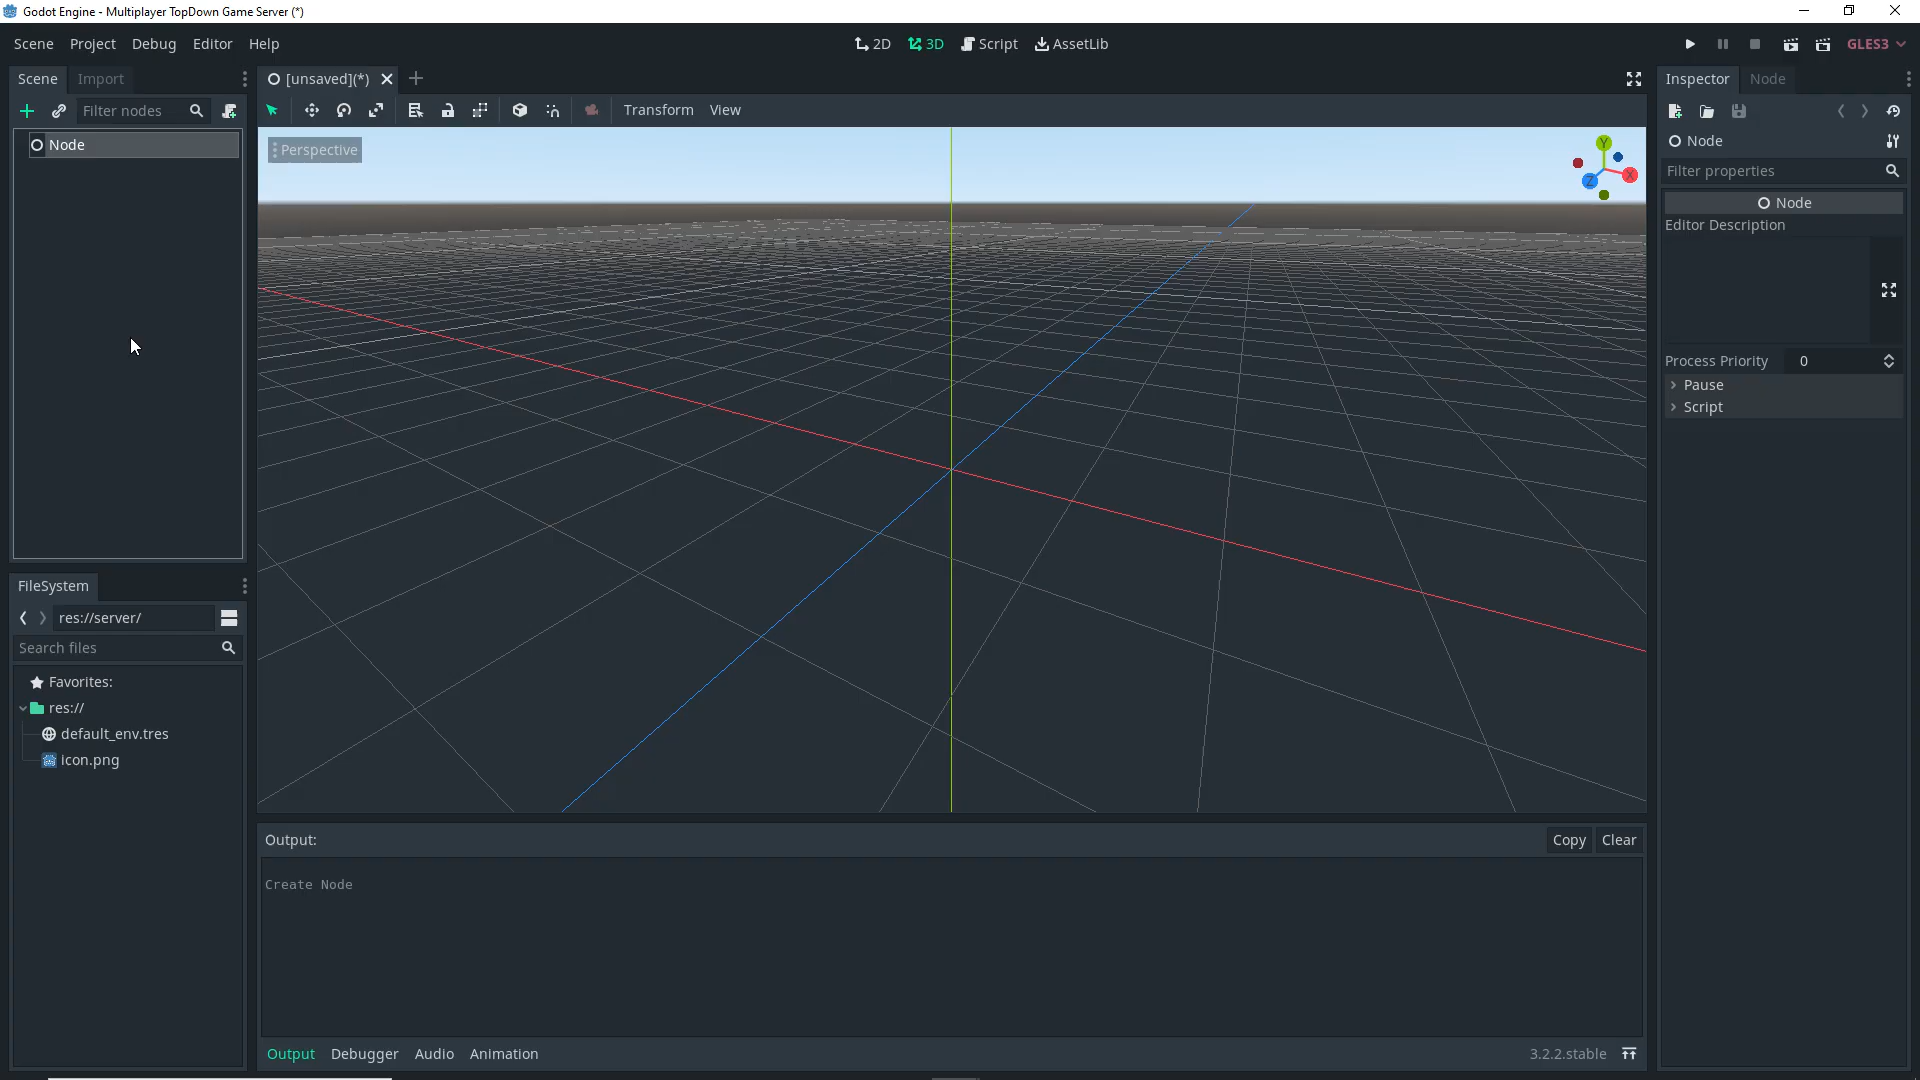 Godot Engine - Multiplayer TopDown Game Server (*)
Scene Project Debug Editor Help
2D 3D Script AssetLib
GLES3
Scene Import
[unsaved](*)
Inspector Node
Filter nodes
Transform View
Node
Perspective
Y
X
Z
Node
Filter properties
Node
Editor Description
Process Priority 0
Pause
Script
FileSystem
res://server/
Search files
Favorites:
res://
default_env.tres
icon.png
Output:
Copy Clear
Create Node
Output Debugger Audio Animation
3.2.2.stable